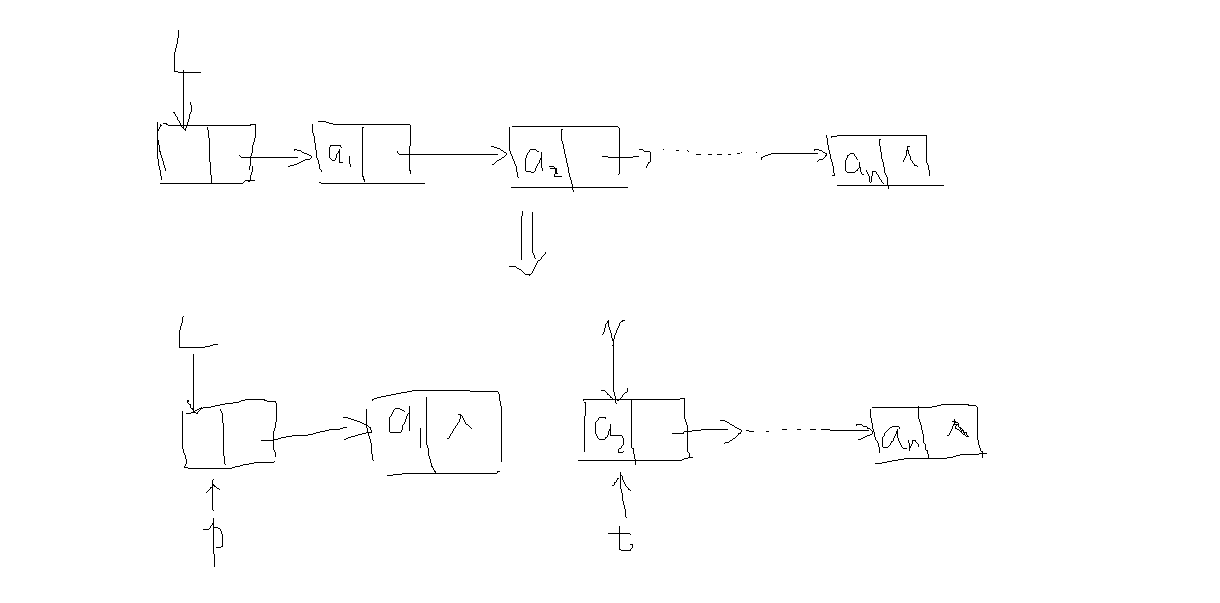 L
a₁ a₂ aₙ ∧
L r
a₁ ∧ a₂ aₙ ∧
p t